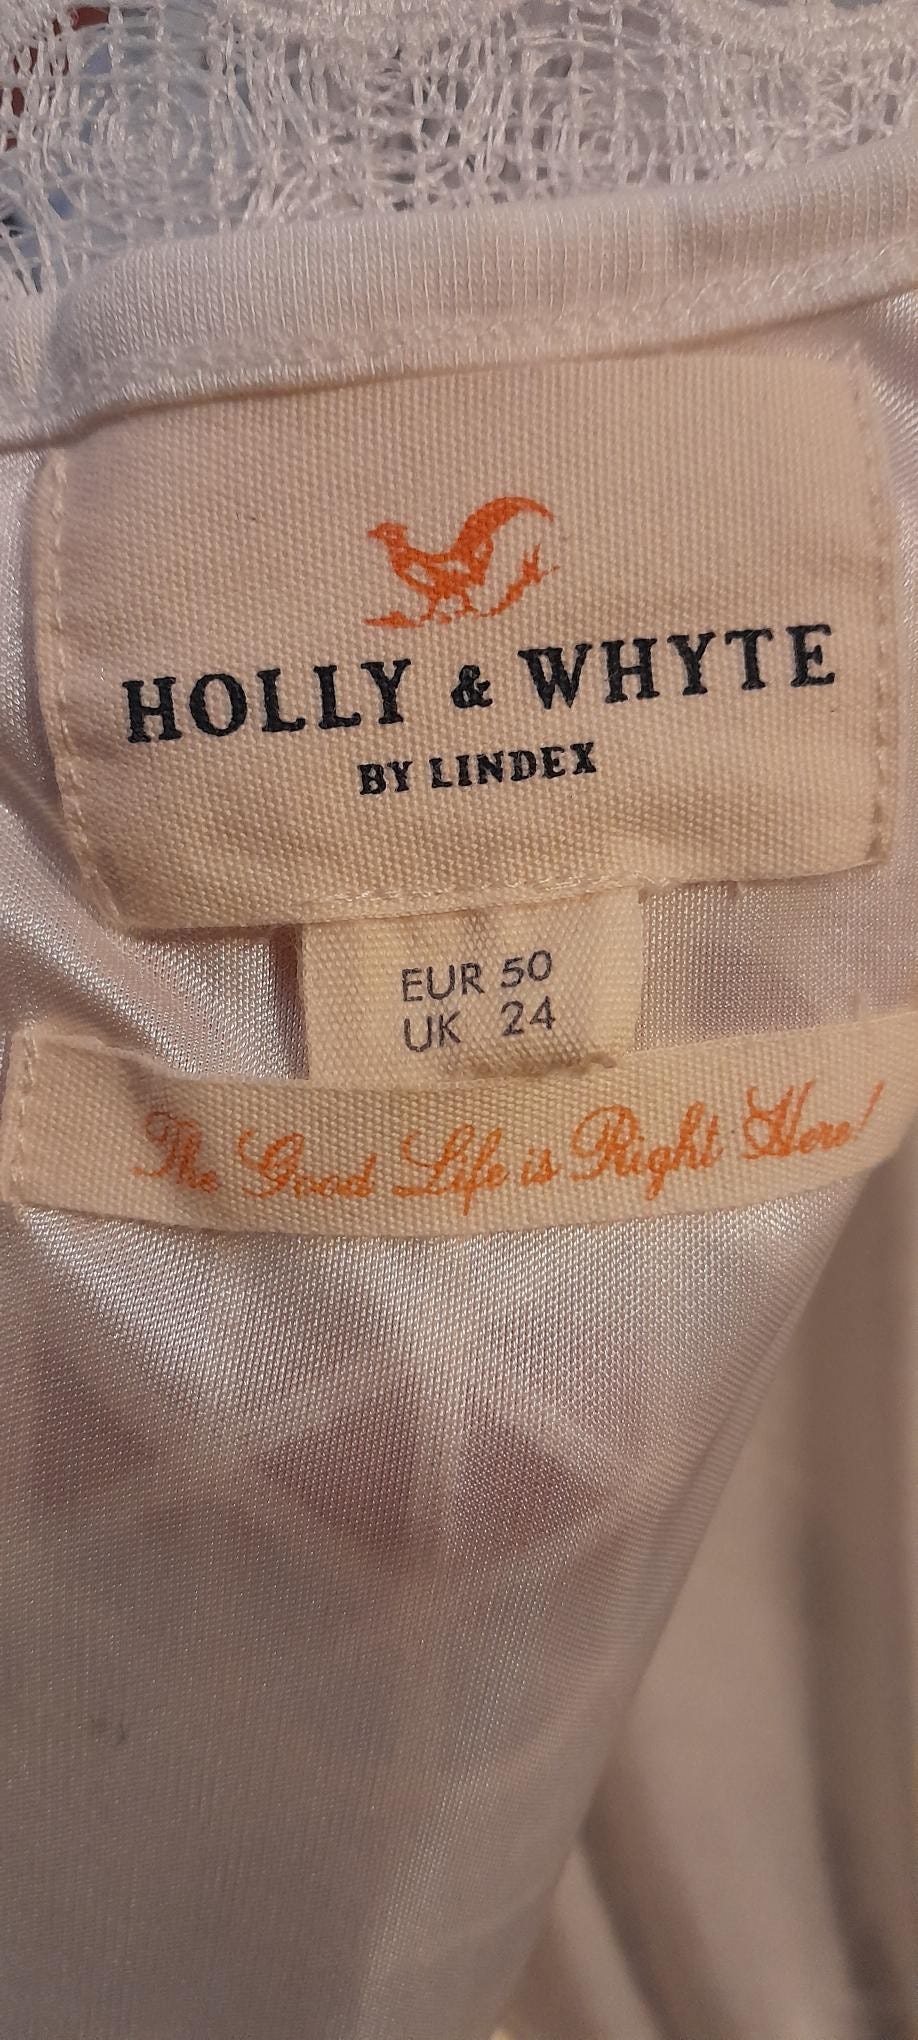 HOLLY & WHYTE
BY LINDEX
EUR 50
UK 24
The Good Life is Right Here!